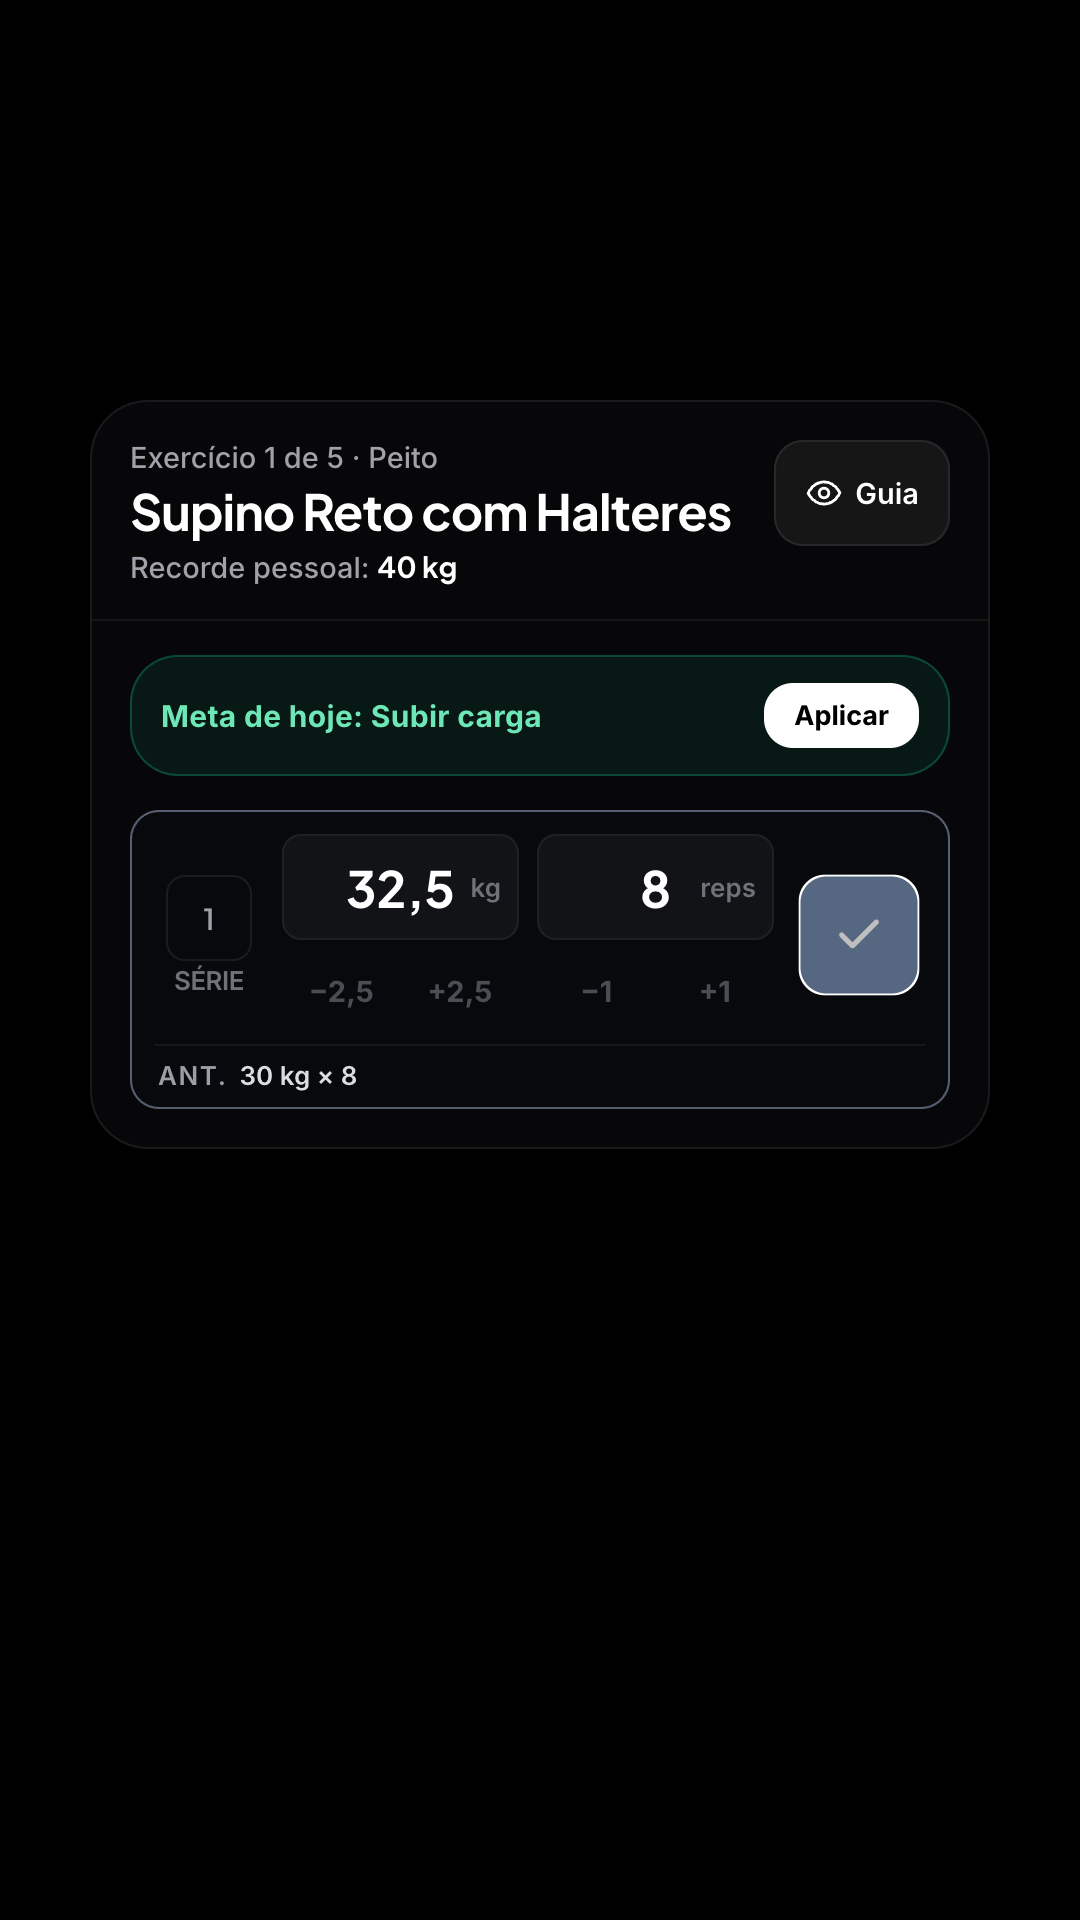 Exercício 1 de 5 · Peito
Supino Reto com Halteres
Recorde pessoal: 40 kg
Guia
Meta de hoje: Subir carga
Aplicar
1
SÉRIE
32,5 kg
8 reps
−2,5 +2,5
−1 +1
ANT. 30 kg × 8